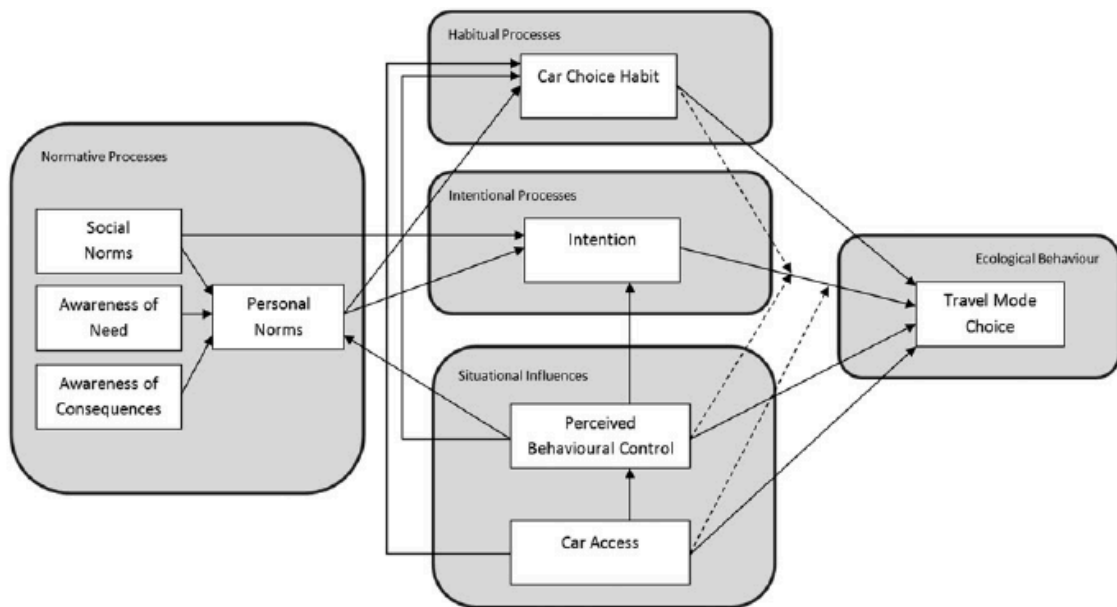 Habitual Processes
Car Choice Habit
Normative Processes
Social
Norms
Awareness of
Need
Awareness of
Consequences
Personal
Norms
Intentional Processes
Intention
Ecological Behaviour
Travel Mode
Choice
Situational Influences
Perceived
Behavioural Control
Car Access